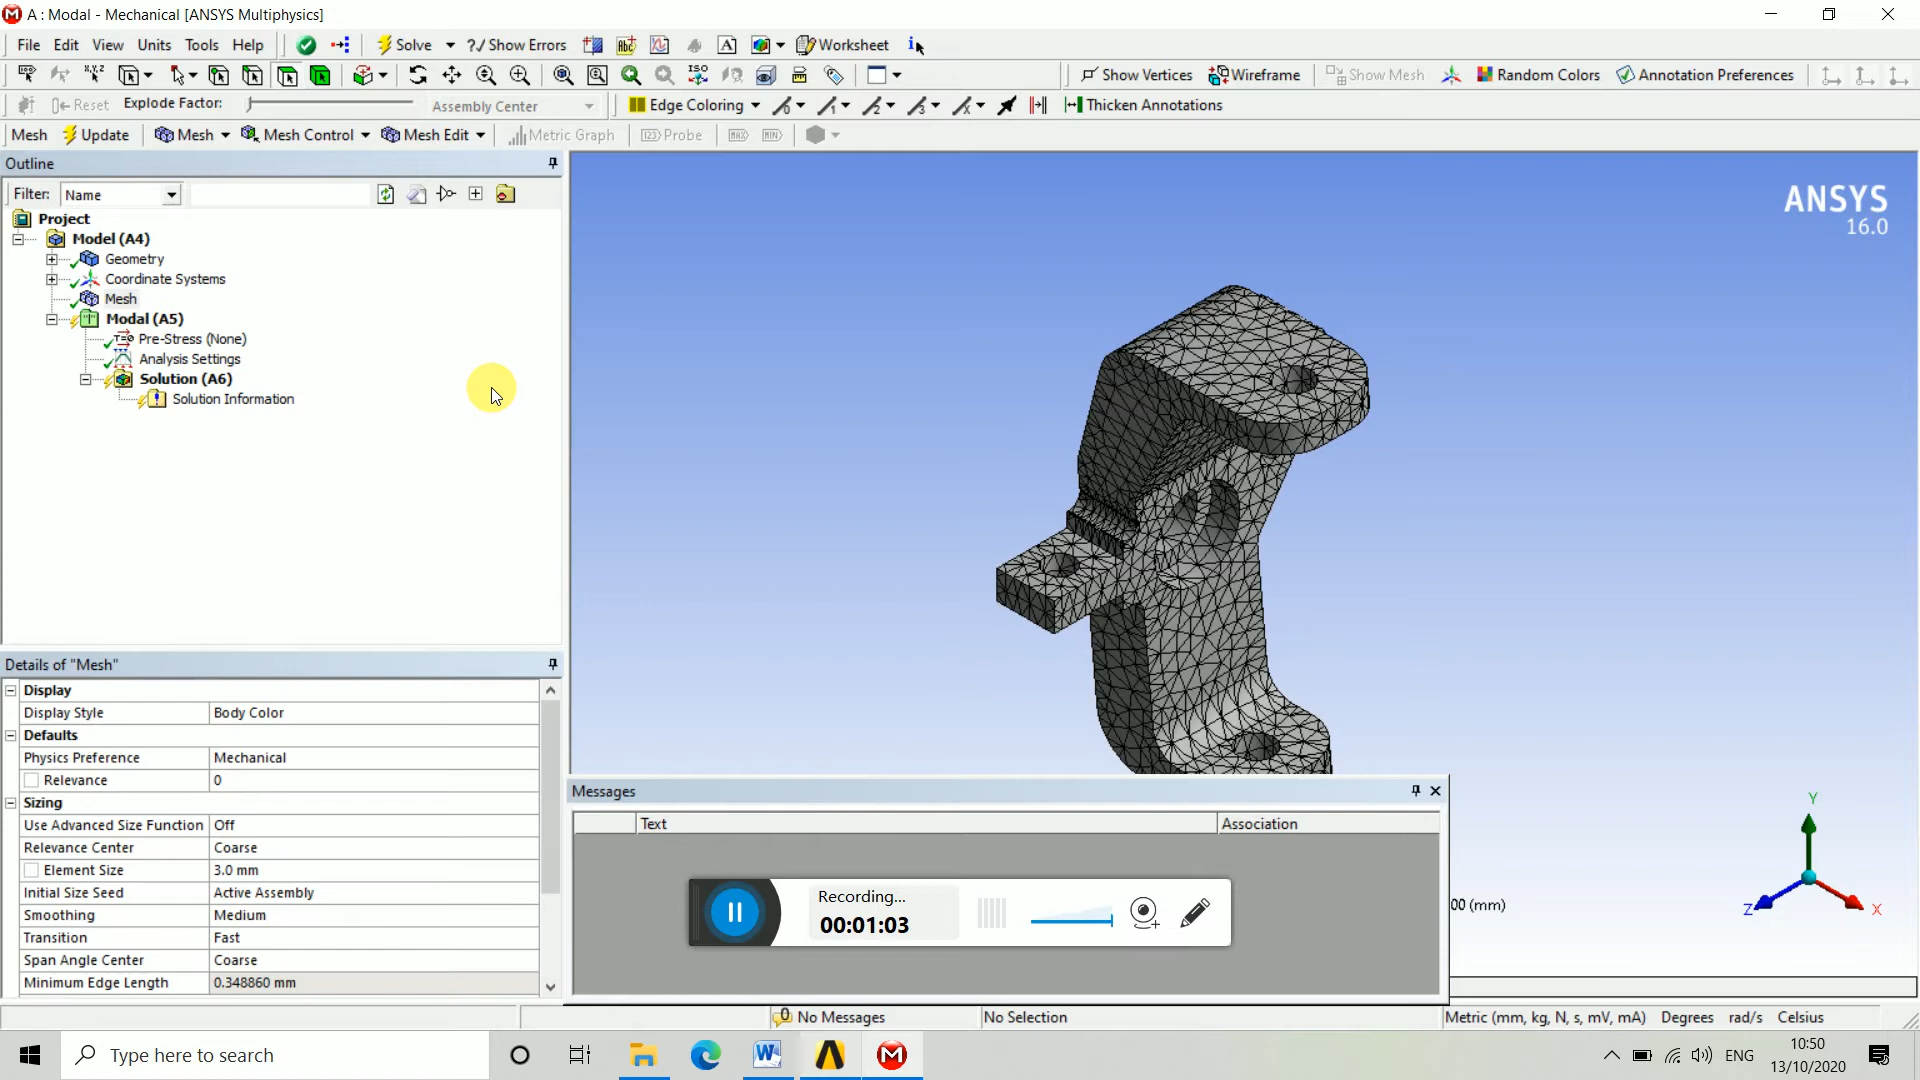 A : Modal - Mechanical [ANSYS Multiphysics]
File Edit View Units Tools Help Solve ?/ Show Errors Worksheet
Show Vertices Wireframe Show Mesh Random Colors Annotation Preferences
Reset Explode Factor: Assembly Center Edge Coloring Thicken Annotations
Mesh Update Mesh Mesh Control Mesh Edit Metric Graph Probe MAX MIN
Outline
Filter: Name
Project
Model (A4)
Geometry
Coordinate Systems
Mesh
Modal (A5)
Pre-Stress (None)
Analysis Settings
Solution (A6)
Solution Information
ANSYS
16.0
Details of "Mesh"
Display
Display Style Body Color
Defaults
Physics Preference Mechanical
Relevance 0
Sizing
Use Advanced Size Function Off
Relevance Center Coarse
Element Size 3.0 mm
Initial Size Seed Active Assembly
Smoothing Medium
Transition Fast
Span Angle Center Coarse
Minimum Edge Length 0.348860 mm
Messages
Text Association
Recording...
00:01:03
00 (mm)
Y
Z
X
0 No Messages No Selection Metric (mm, kg, N, s, mV, mA) Degrees rad/s Celsius
Type here to search
ENG
10:50
13/10/2020